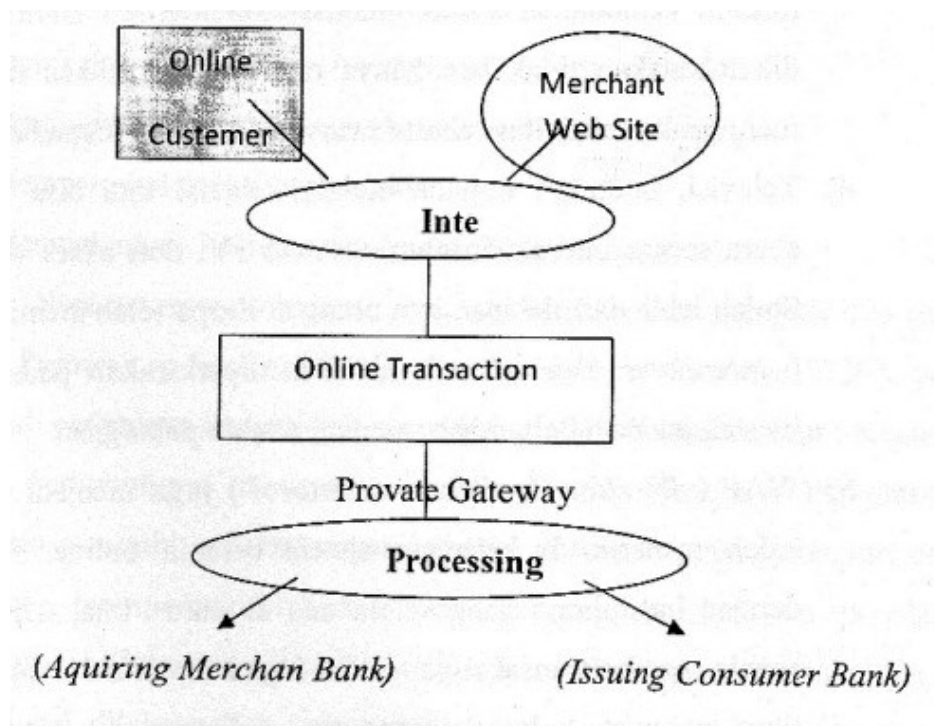 Online
Custemer
Merchant
Web Site
Inte
Online Transaction
Provate Gateway
Processing
(Aquiring Merchan Bank)
(Issuing Consumer Bank)